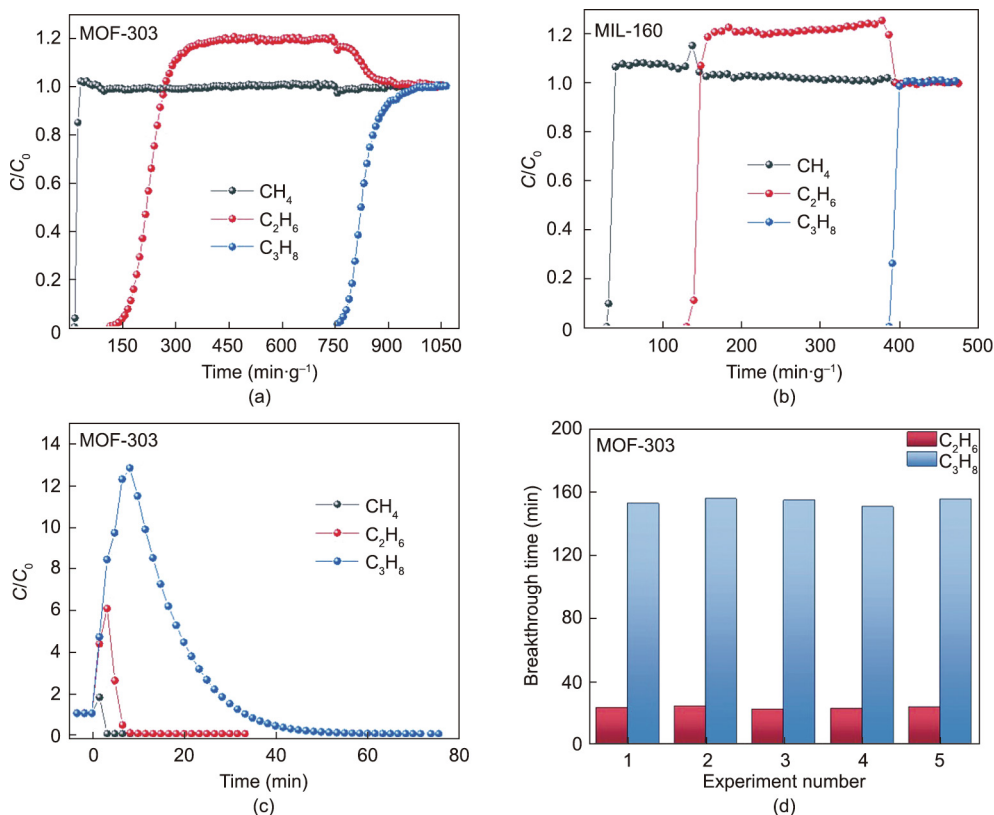 MOF-303
1.2
1.0
0.8
0.6
0.4
1.2
0
C/C₀
CH₄
C₂H₆
C₃H₈
150 300 450 600 750 900 1050
Time (min·g⁻¹)
(a)
MIL-160
1.2
1.0
0.8
0.6
0.4
0.2
0
C/C₀
CH₄
C₂H₆
C₃H₈
100 200 300 400 500
Time (min·g⁻¹)
(b)
MOF-303
14
12
10
8
6
4
2
0
C/C₀
CH₄
C₂H₆
C₃H₈
0 20 40 60 80
Time (min)
(c)
MOF-303
C₂H₆
C₃H₈
200
160
120
80
40
0
Breakthrough time (min)
1 2 3 4 5
Experiment number
(d)